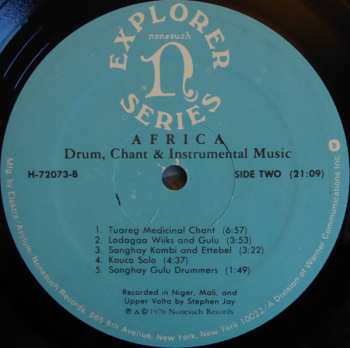 EXPLORER
nonesuch
n
SERIES
AFRICA
Drum, Chant & Instrumental Music
H-72073-B SIDE TWO (21:09)
1. Tuareg Medicinal Chant (6:57)
2. Lodagaa Wiiks and Gulu (3:53)
3. Songhay Kombi and Ettebel (3:22)
4. Kouco Solo (4:37)
5. Songhay Gulu Drummers (1:49)
Recorded in Niger, Mali, and
Upper Volta by Stephen Jay
℗ & © 1976 Nonesuch Records
Mfg. by Elektra/Asylum/Nonesuch Records, 665 5th Avenue, New York, New York 10022/A Division of Warner Communications Inc.